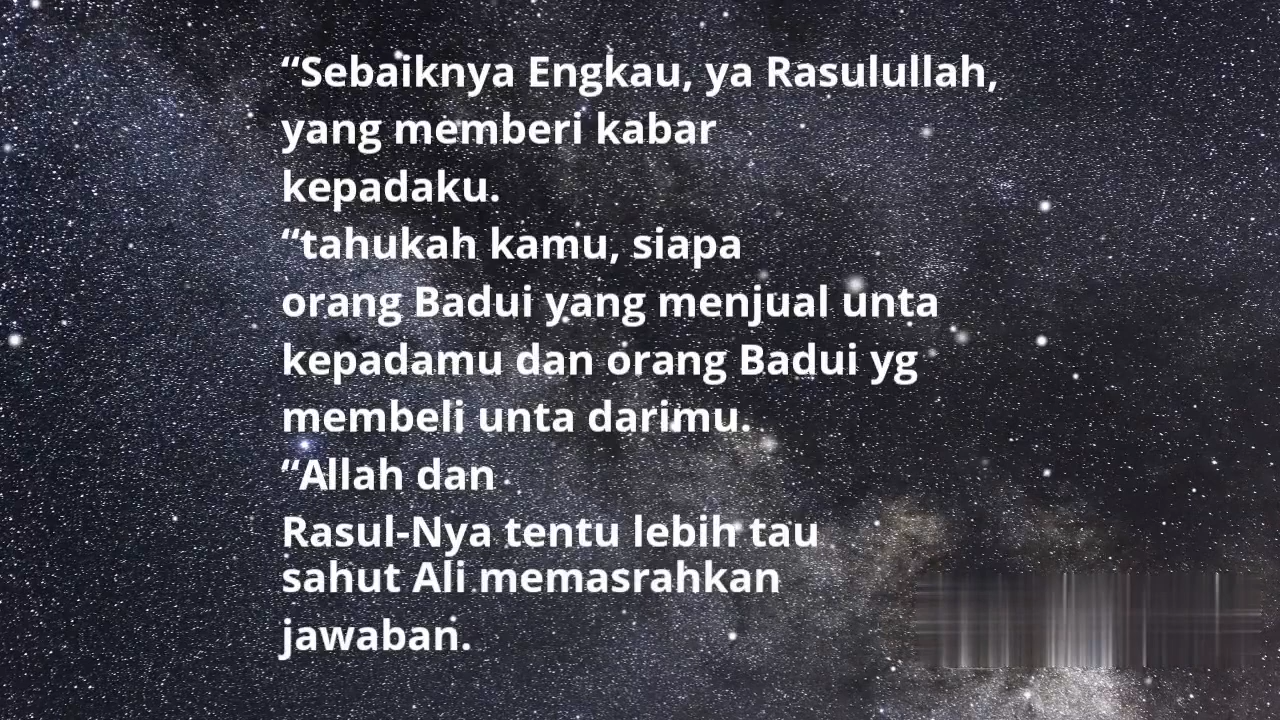 “Sebaiknya Engkau, ya Rasulullah,
yang memberi kabar
kepadaku.
“tahukah kamu, siapa
orang Badui yang menjual unta
kepadamu dan orang Badui yg
membeli unta darimu.
“Allah dan
Rasul-Nya tentu lebih tau
sahut Ali memasrahkan
jawaban.